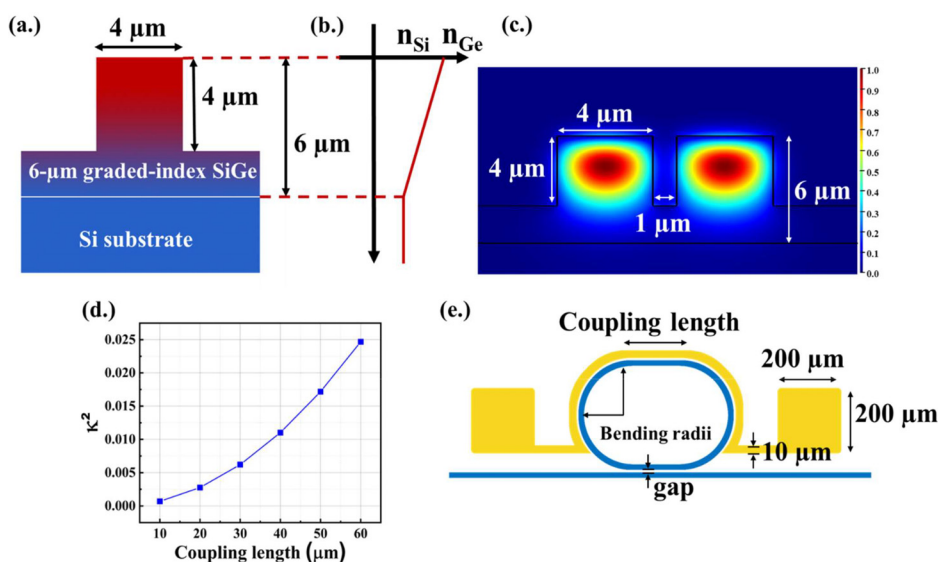 (a.)
4 µm
4 µm
6-µm graded-index SiGe
Si substrate
(b.)
nSi nGe
6 µm
(c.)
4 µm
4 µm
1 µm
6 µm
1.0
0.9
0.8
0.7
0.6
0.5
0.4
0.3
0.2
0.1
0.0
(d.)
κ²
0.025
0.020
0.015
0.010
0.005
0.000
10 20 30 40 50 60
Coupling length (µm)
(e.)
Coupling length
200 µm
200 µm
Bending radii
10 µm
gap